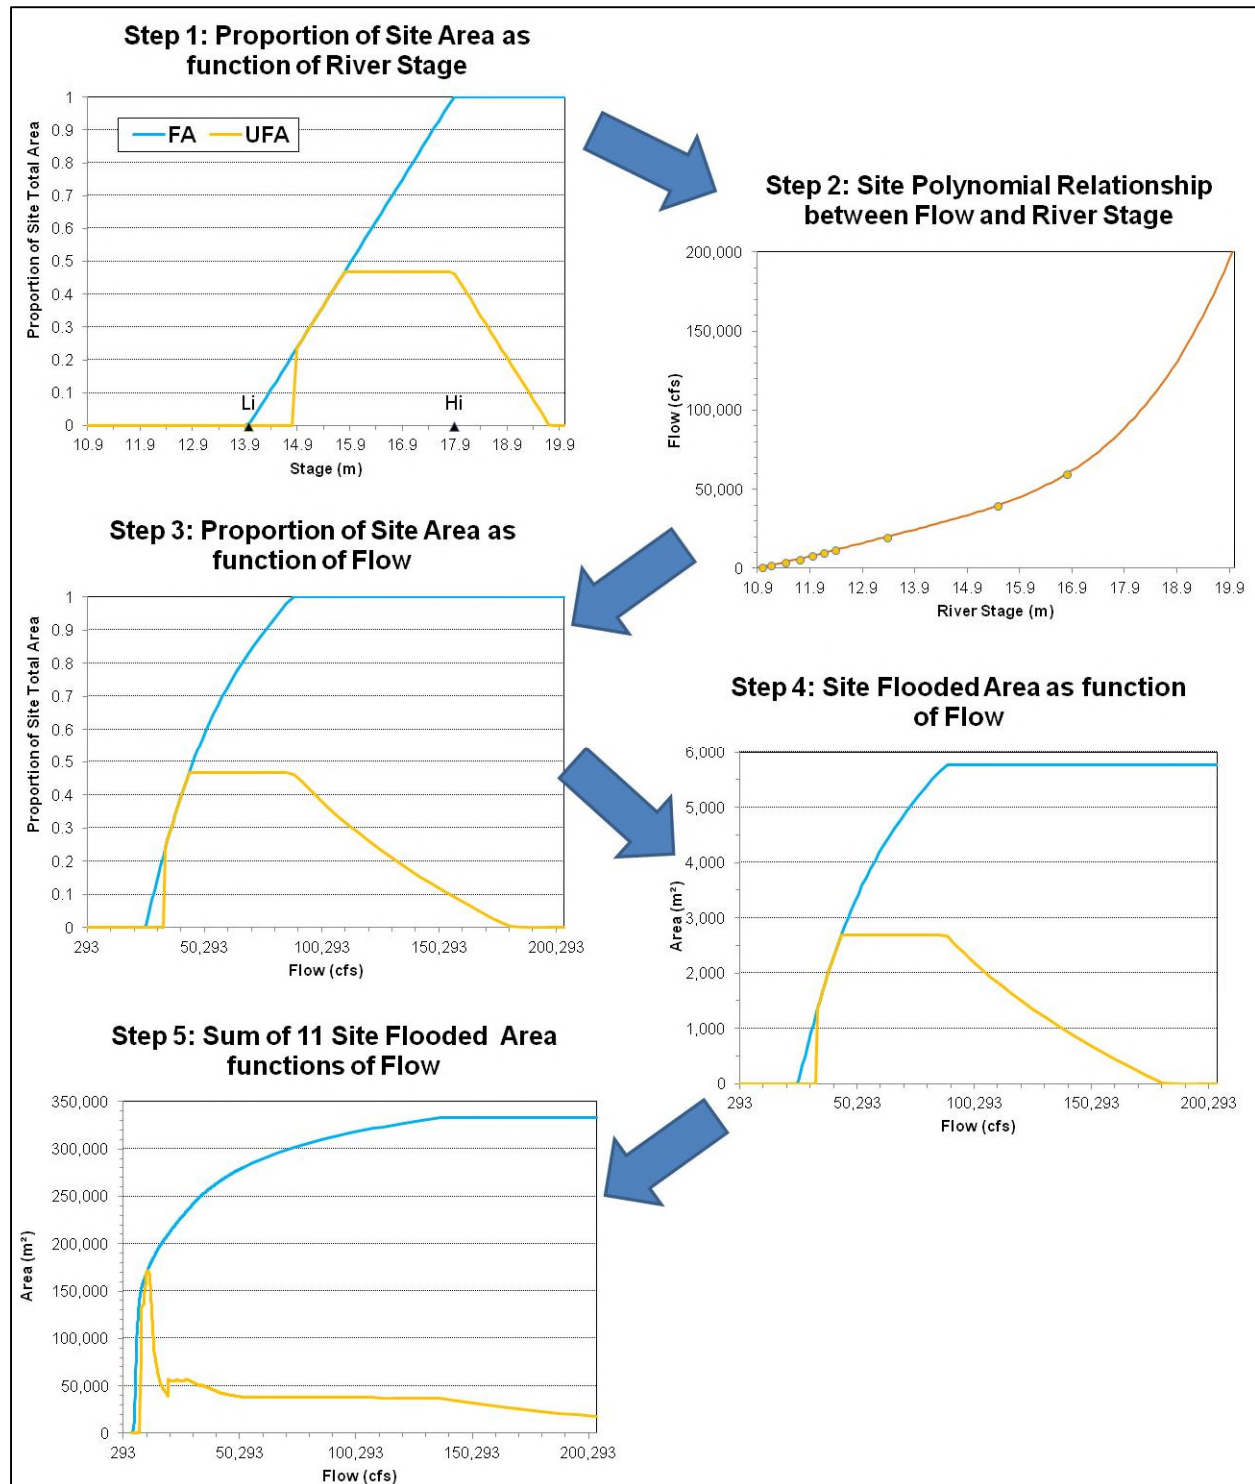 Step 1: Proportion of Site Area as
function of River Stage
Proportion of Site Total Area
1
0.9
0.8
0.7
0.6
0.5
0.4
0.3
0.2
0.1
0
FA UFA
Li Hi
10.9 11.9 12.9 13.9 14.9 15.9 16.9 17.9 18.9 19.9
Stage (m)
Step 2: Site Polynomial Relationship
between Flow and River Stage
Flow (cfs)
200,000
150,000
100,000
50,000
0
10.9 11.9 12.9 13.9 14.9 15.9 16.9 17.9 18.9 19.9
River Stage (m)
Step 3: Proportion of Site Area as
function of Flow
Proportion of Site Total Area
1
0.9
0.8
0.7
0.6
0.5
0.4
0.3
0.2
0.1
0
293 50,293 100,293 150,293 200,293
Flow (cfs)
Step 4: Site Flooded Area as function
of Flow
Area (m²)
6,000
5,000
4,000
3,000
2,000
1,000
0
293 50,293 100,293 150,293 200,293
Flow (cfs)
Step 5: Sum of 11 Site Flooded Area
functions of Flow
Area (m²)
350,000
300,000
250,000
200,000
150,000
100,000
50,000
0
293 50,293 100,293 150,293 200,293
Flow (cfs)